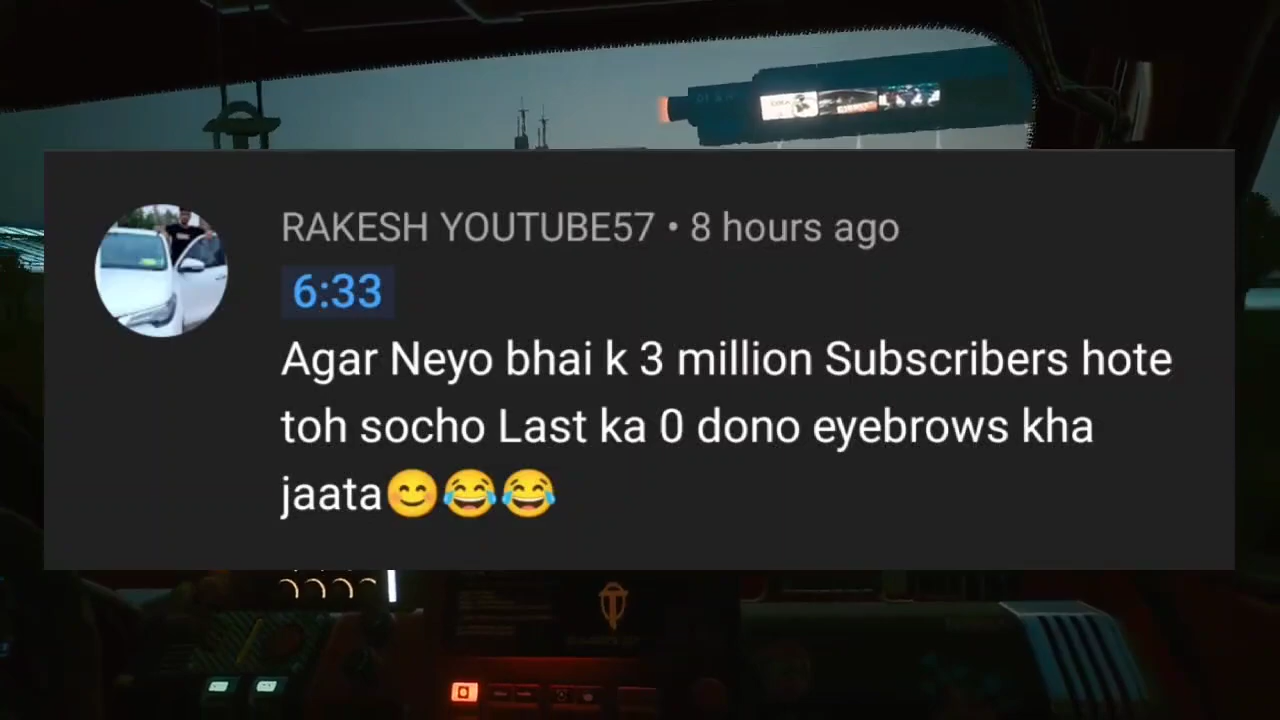 RAKESH YOUTUBE57 • 8 hours ago
6:33
Agar Neyo bhai k 3 million Subscribers hote
toh socho Last ka 0 dono eyebrows kha
jaata😊😂😂